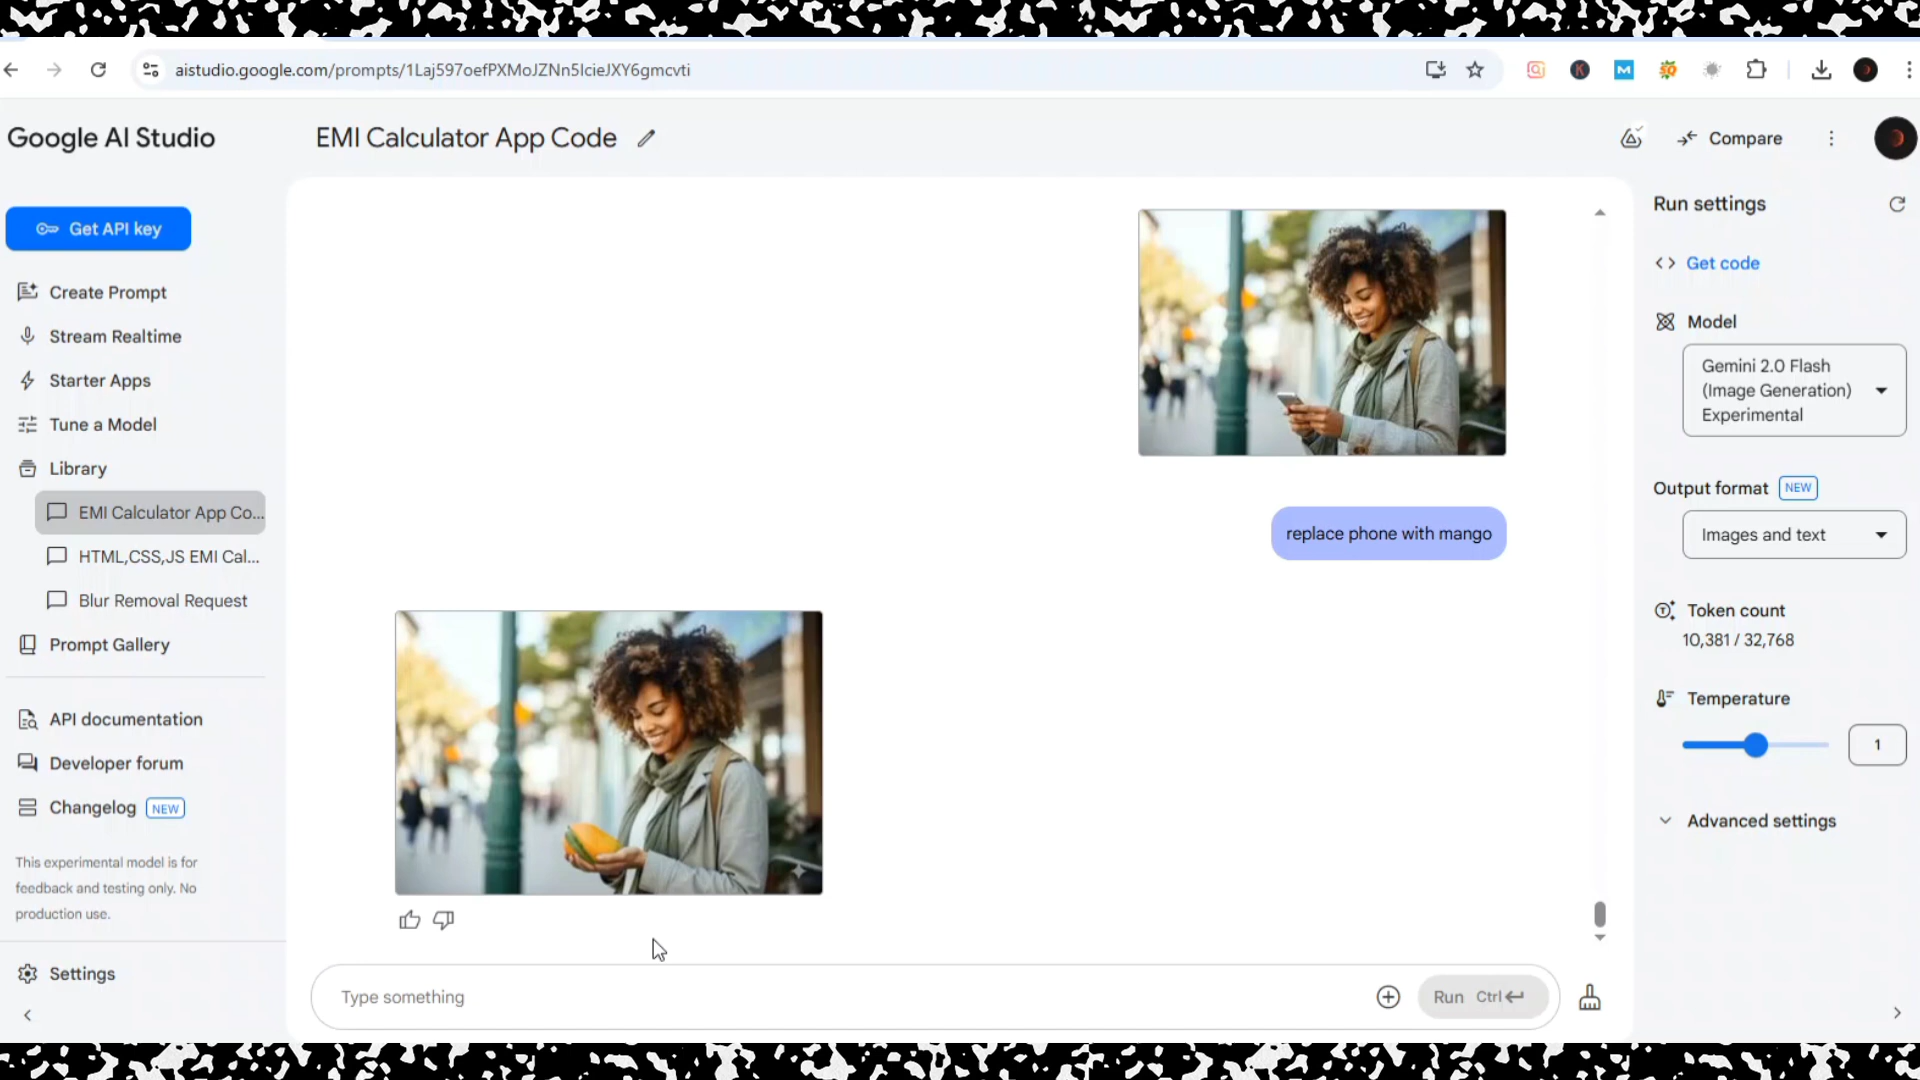 aistudio.google.com/prompts/1Laj597oefPXMoJZNn5IcieJXY6gmcvti
Google AI Studio
EMI Calculator App Code
Compare
Get API key
Create Prompt
Stream Realtime
Starter Apps
Tune a Model
Library
EMI Calculator App Co...
HTML,CSS,JS EMI Cal...
Blur Removal Request
Prompt Gallery
API documentation
Developer forum
Changelog NEW
This experimental model is for
feedback and testing only. No
production use.
Settings
replace phone with mango
Type something
Run Ctrl
Run settings
Get code
Model
Gemini 2.0 Flash
(Image Generation)
Experimental
Output format NEW
Images and text
Token count
10,381 / 32,768
Temperature
1
Advanced settings